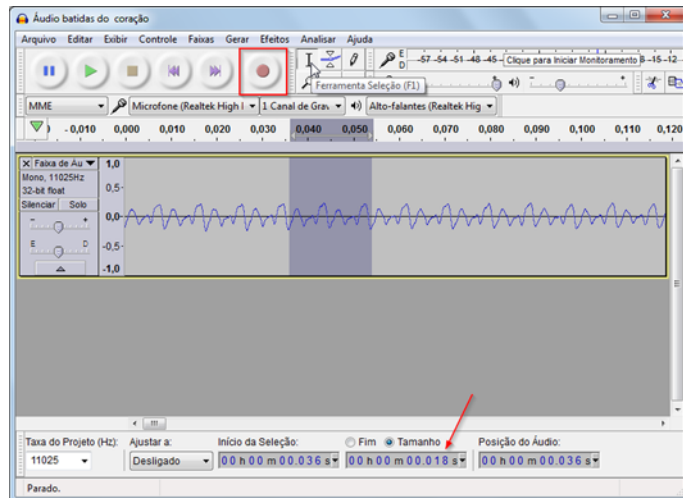 Áudio batidas do coração
Arquivo Editar Exibir Controle Faixas Gerar Efeitos Analisar Ajuda
E
D
-57 -54 -51 -48 -45 - Clique para Iniciar Monitoramento -15 -12
Ferramenta Seleção (F1)
MME Microfone (Realtek High I 1 Canal de Grav. Alto-falantes (Realtek Hig
- 0,010 0,000 0,010 0,020 0,030 0,040 0,050 0,060 0,070 0,080 0,090 0,100 0,110 0,120
X Faixa de Áu 1,0
Mono, 11025Hz
32-bit float 0,5-
Silenciar Solo
- + 0,0-
E D -0,5-
-1,0
Taxa do Projeto (Hz): Ajustar a: Início da Seleção: Fim Tamanho Posição do Áudio:
11025 Desligado 00 h 00 m 00.036 s 00 h 00 m 00.018 s 00 h 00 m 00.036 s
Parado.